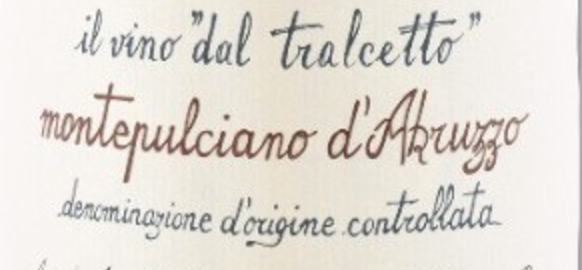 il vino "dal tralcetto"
montepulciano d'Abruzzo
denominazione d'origine controllata